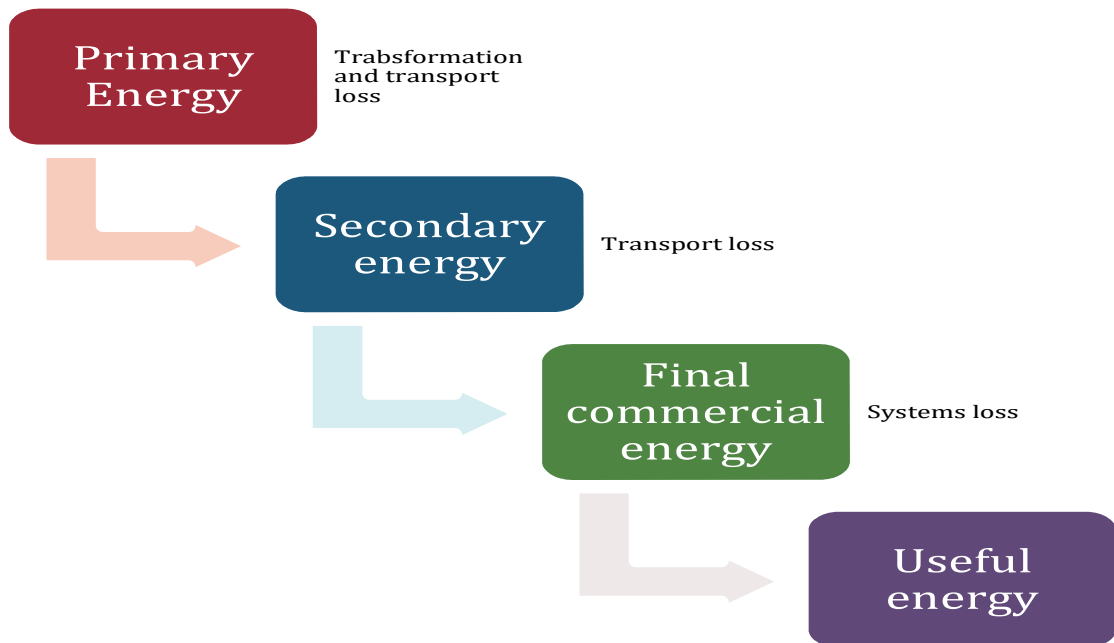 Primary
Energy
Trabsformation
and transport
loss
Secondary
energy
Transport loss
Final
commercial
energy
Systems loss
Useful
energy